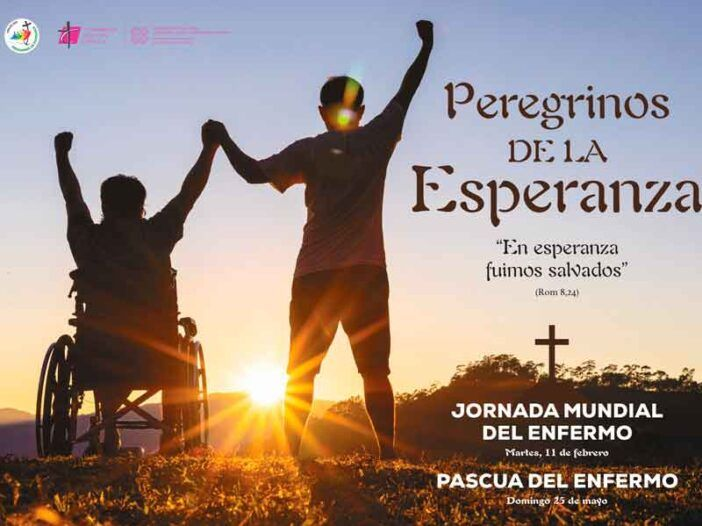 Peregrinos
DE LA
Esperanza
“En esperanza
fuimos salvados”
(Rom 8,24)
JORNADA MUNDIAL
DEL ENFERMO
Martes, 11 de febrero
PASCUA DEL ENFERMO
Domingo 25 de mayo